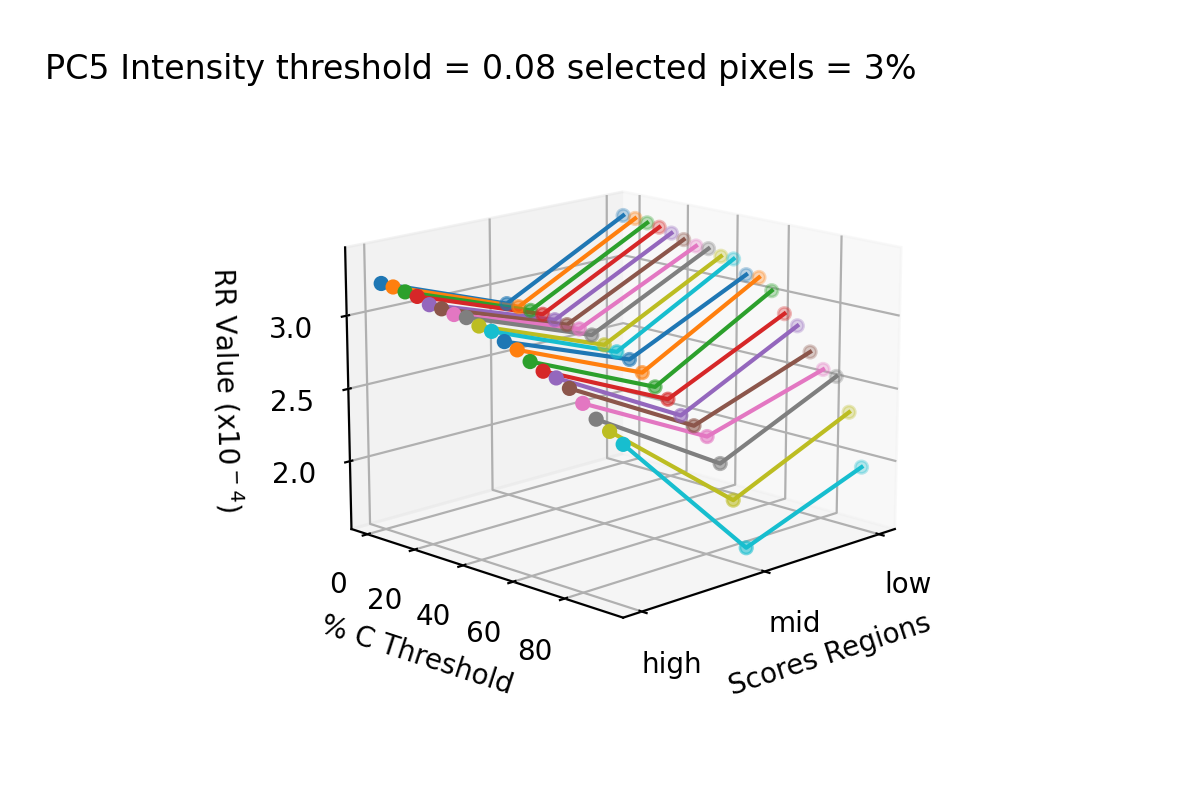 PC5 Intensity threshold = 0.08 selected pixels = 3%
RR Value (x10⁻⁴)
3.0
2.5
2.0
0
20
40
60
80
% C Threshold
high
mid
low
Scores Regions